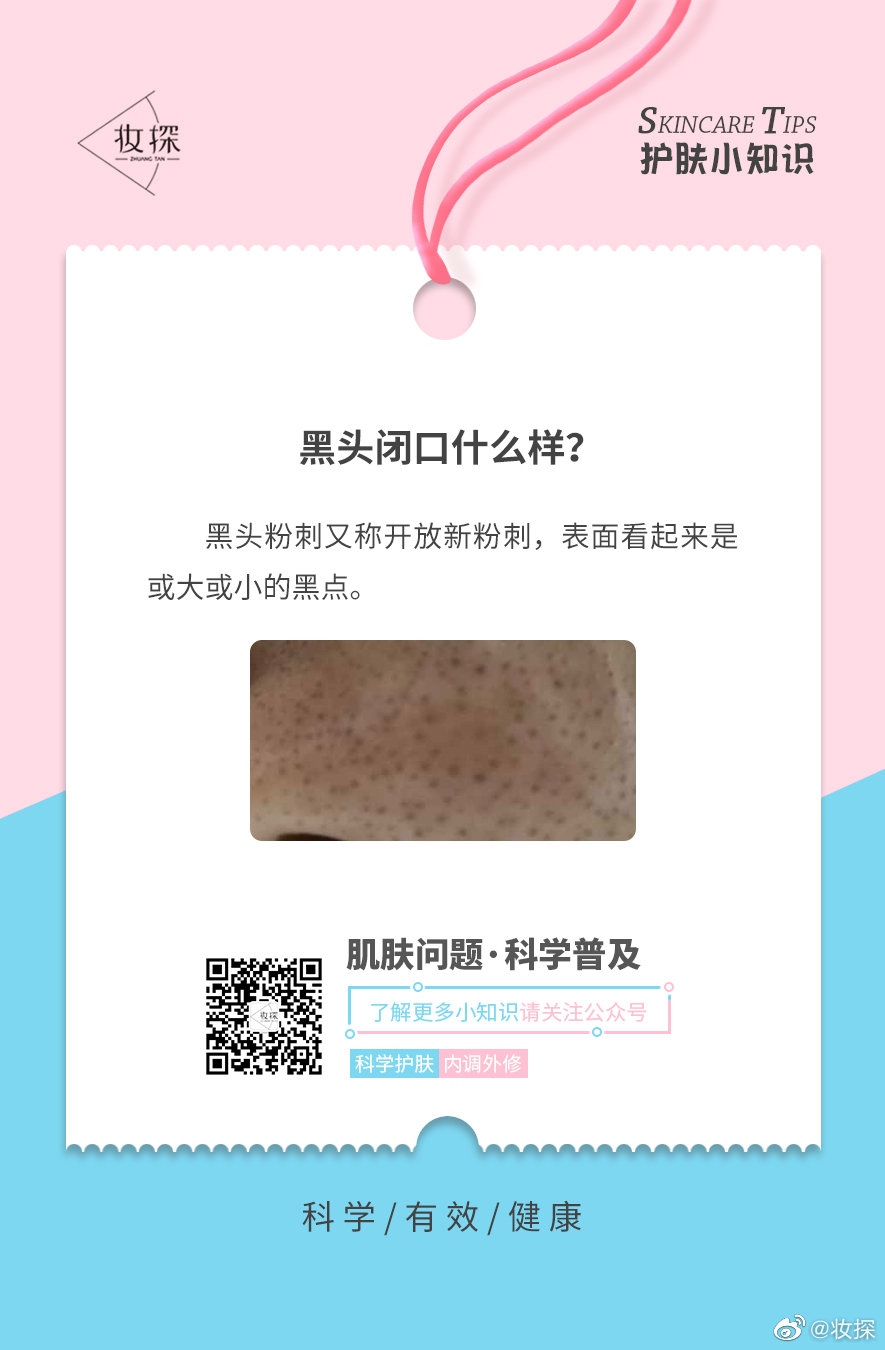 妆探
ZHUANG TAN
SKINCARE TIPS
护肤小知识
黑头闭口什么样?
黑头粉刺又称开放新粉刺，表面看起来是
或大或小的黑点。
妆探
肌肤问题·科学普及
了解更多小知识请关注公众号
科学护肤 内调外修
科学/有效/健康
@妆探